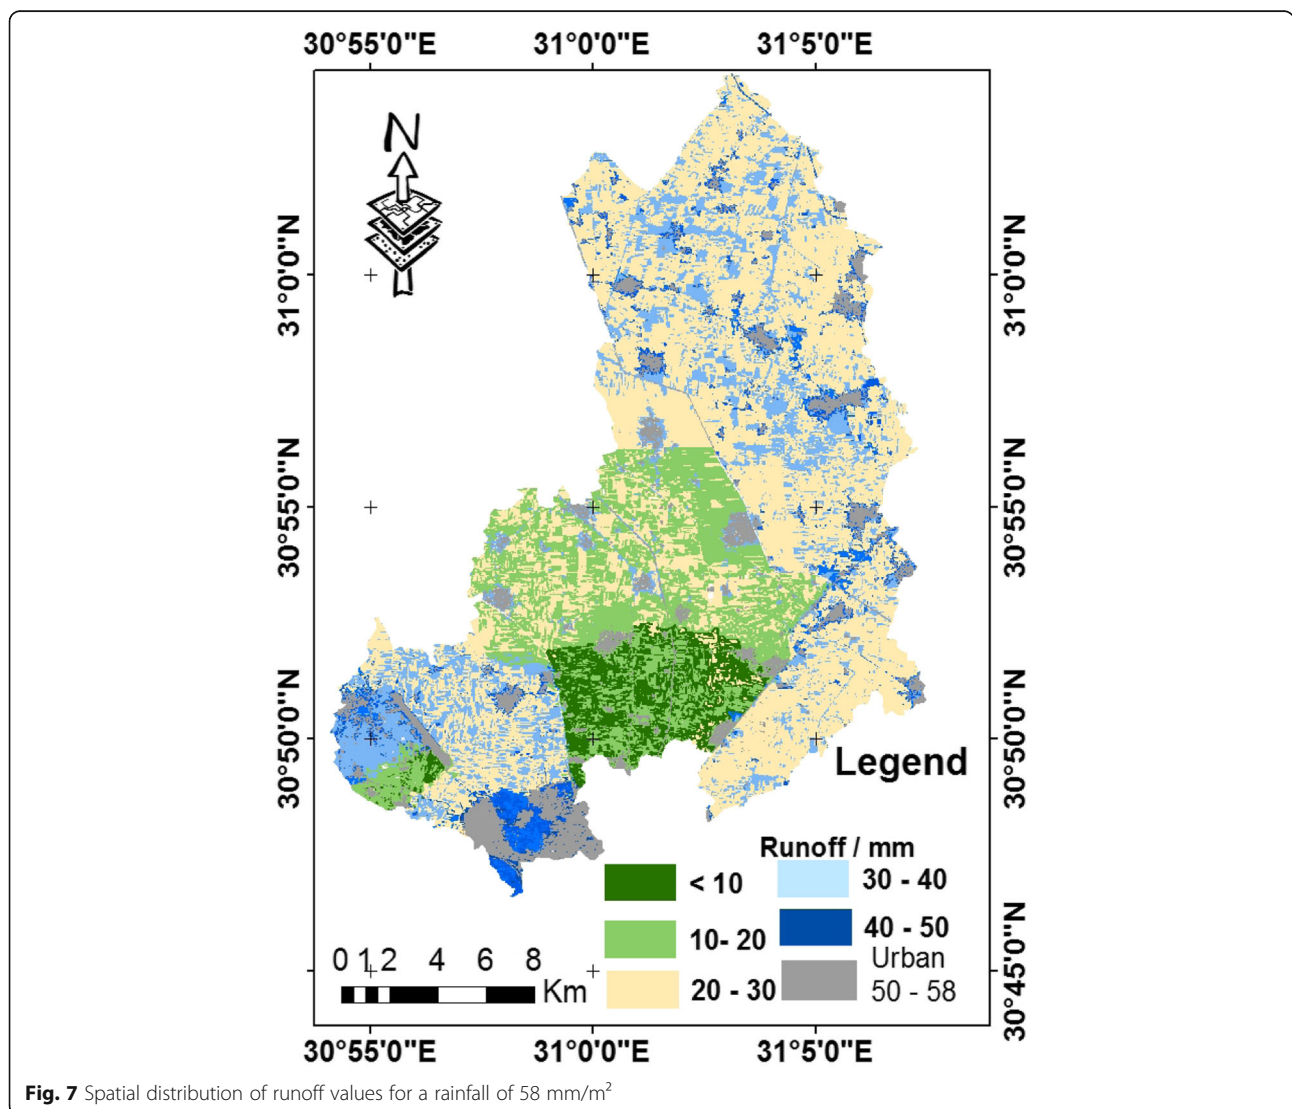 30°55'0"E 31°0'0"E 31°5'0"E
N
31°0'0"N 31°0'0"N
30°55'0"N 30°55'0"N
30°50'0"N 30°50'0"N
Legend
Runoff / mm
< 10 30 - 40
10- 20 40 - 50
20 - 30 Urban
50 - 58
30°45'0"N
0 1 2 4 6 8
Km
30°55'0"E 31°0'0"E 31°5'0"E
Fig. 7 Spatial distribution of runoff values for a rainfall of 58 mm/m²